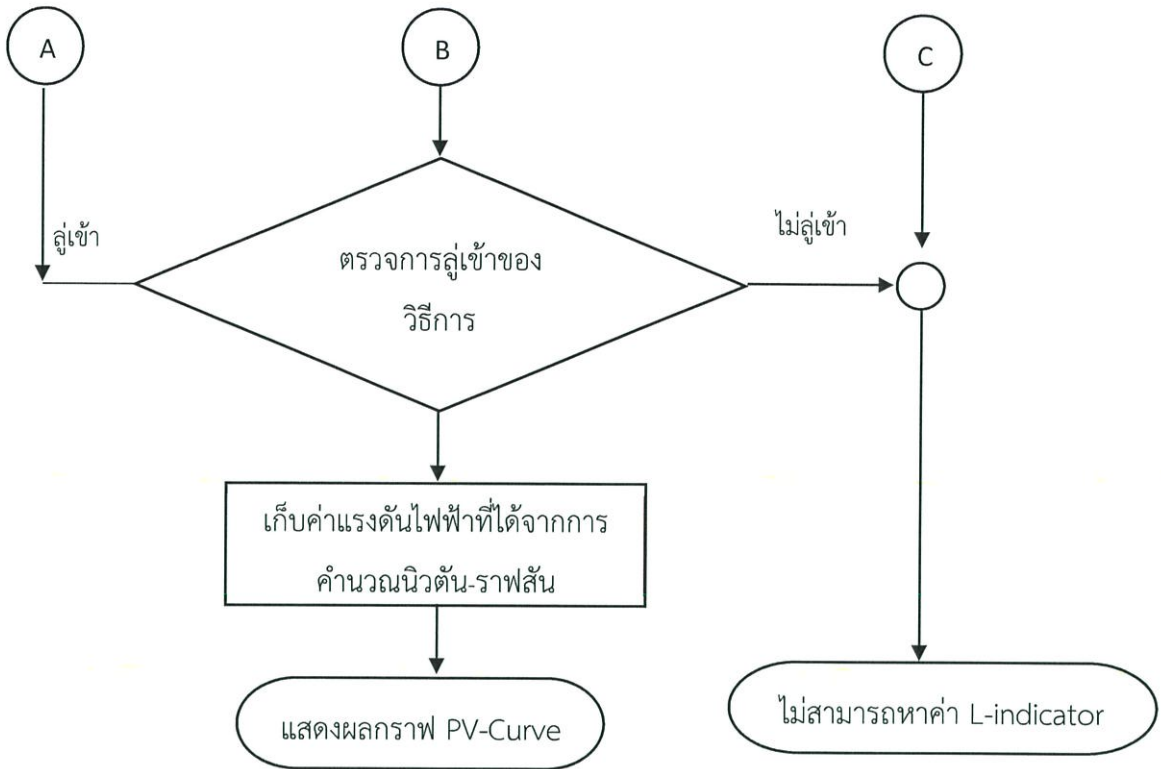 A
B
C
ลู่เข้า
ไม่ลู่เข้า
ตรวจการลู่เข้าของ
วิธีการ
เก็บค่าแรงดันไฟฟ้าที่ได้จากการ
คำนวณนิวตัน-ราฟสัน
แสดงผลกราฟ PV-Curve
ไม่สามารถหาค่า L-indicator